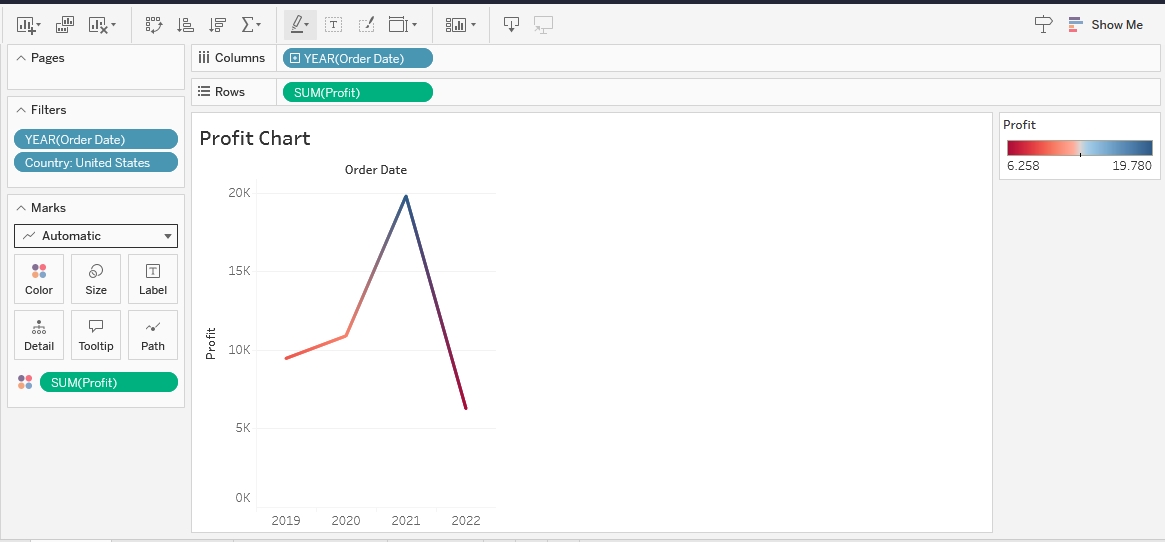 Show Me
Pages
Columns
YEAR(Order Date)
Rows
SUM(Profit)
Filters
YEAR(Order Date)
Country: United States
Marks
Automatic
Color
Size
T
Label
Detail
Tooltip
Path
SUM(Profit)
Profit Chart
Order Date
Profit
20K
15K
10K
5K
0K
2019 2020 2021 2022
Profit
6.258 19.780